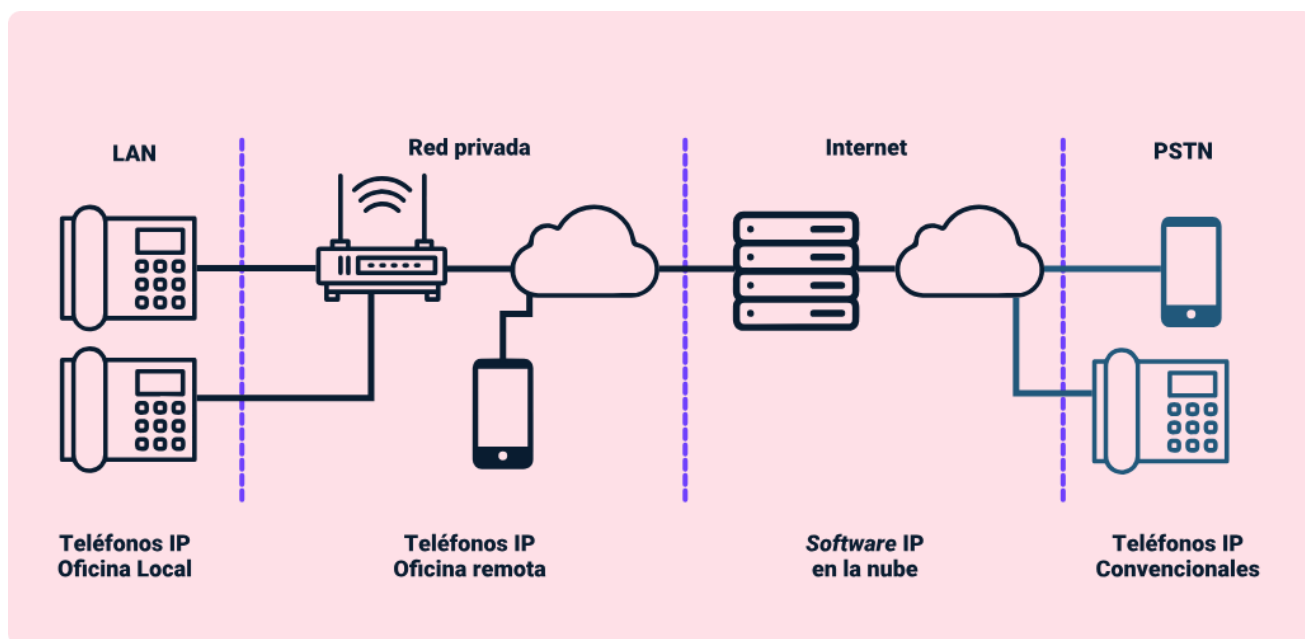 LAN
Red privada
Internet
PSTN
Teléfonos IP
Oficina Local
Teléfonos IP
Oficina remota
Software IP
en la nube
Teléfonos IP
Convencionales